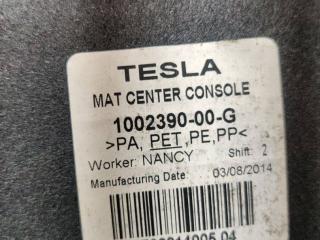 TESLA
MAT CENTER CONSOLE
1002390-00-G
>PA, PET ,PE,PP<
Worker: NANCY Shift: 2
Manufacturing Date: 03/08/2014